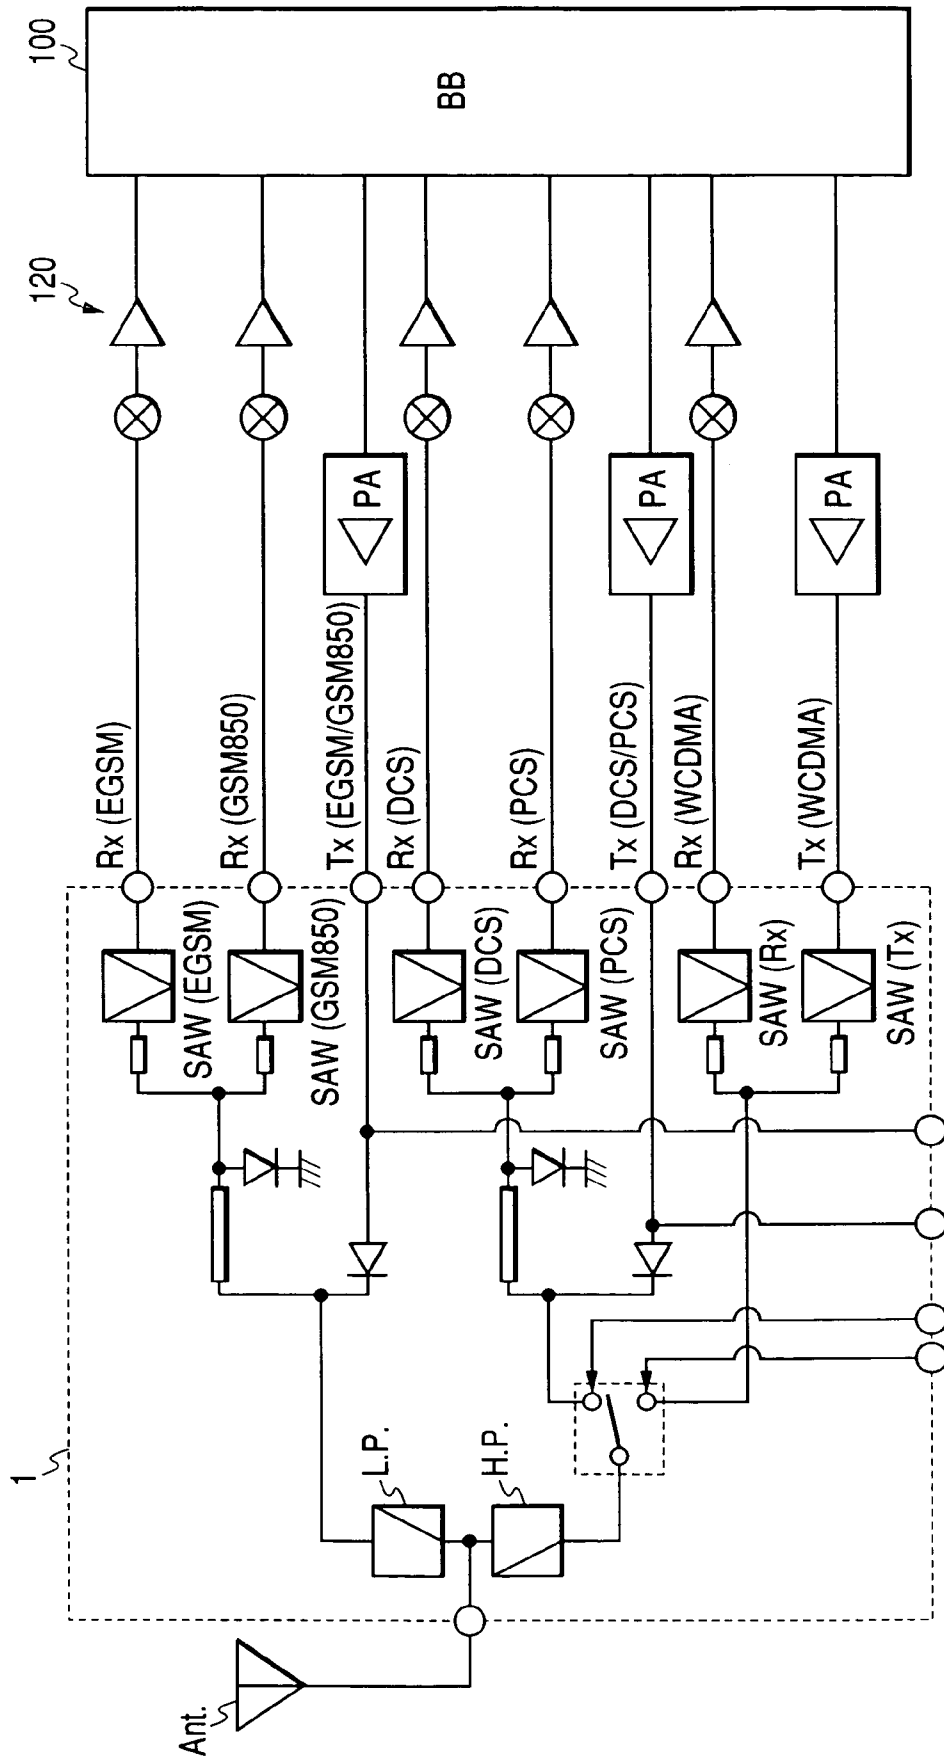 100
BB
120
PA
PA
PA
Rx (EGSM)
Rx (GSM850)
Tx (EGSM/GSM850)
Rx (DCS)
Rx (PCS)
Tx (DCS/PCS)
Rx (WCDMA)
Tx (WCDMA)
SAW (EGSM)
SAW (GSM850)
SAW (DCS)
SAW (PCS)
SAW (Rx)
SAW (Tx)
1
L.P.
H.P.
Ant.